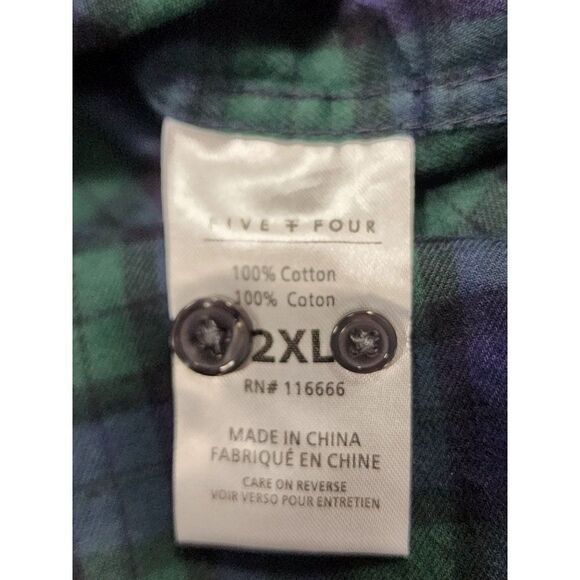 FIVE FOUR
100% Cotton
100% Coton
2XL
RN# 116666
MADE IN CHINA
FABRIQUÉ EN CHINE
CARE ON REVERSE
VOIR VERSO POUR ENTRETIEN